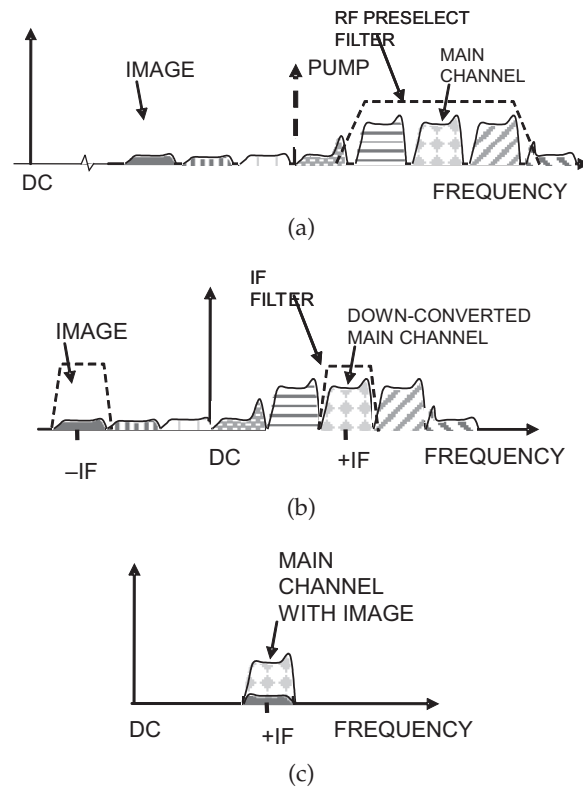 RF PRESELECT
FILTER
IMAGE
PUMP
MAIN
CHANNEL
DC
FREQUENCY
(a)
IF
FILTER
IMAGE
DOWN-CONVERTED
MAIN CHANNEL
–IF
DC
+IF
FREQUENCY
(b)
MAIN
CHANNEL
WITH IMAGE
DC
+IF
FREQUENCY
(c)